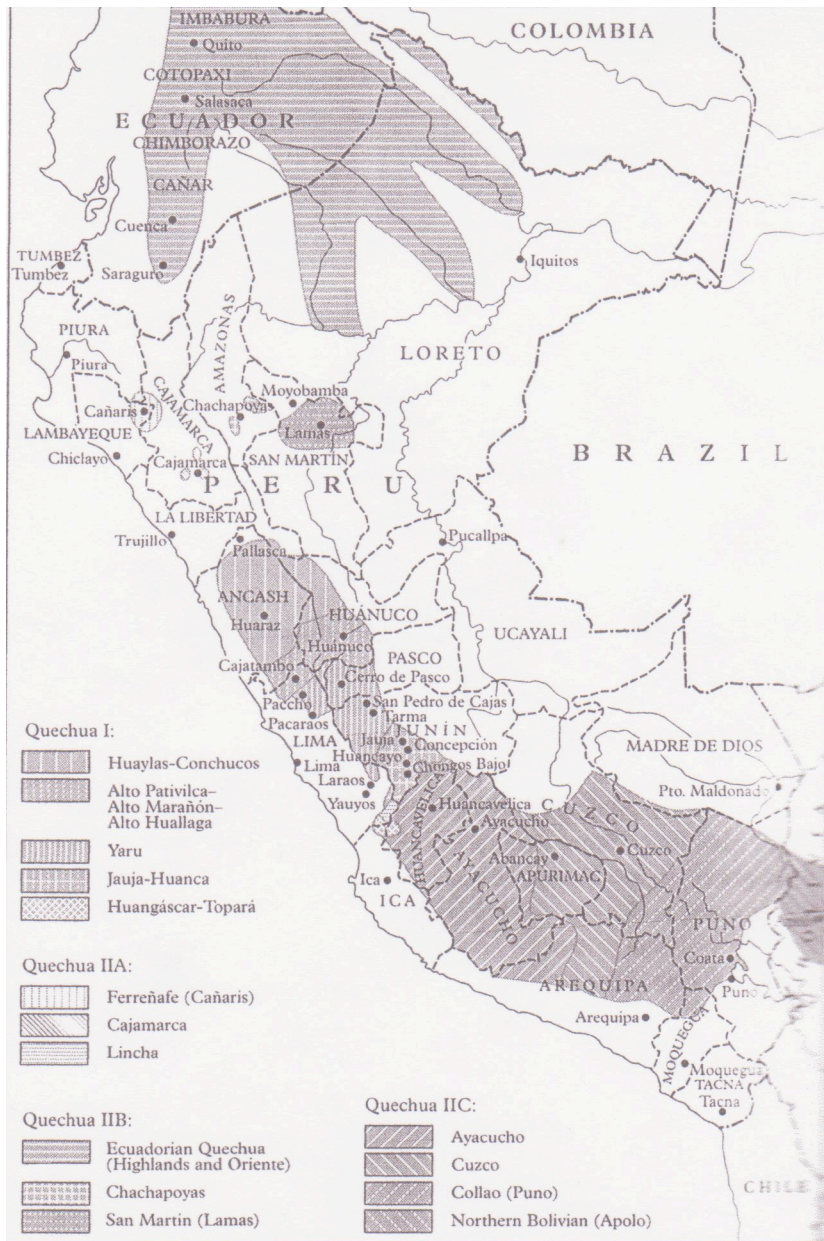 IMBABURA
Quito
COLOMBIA
COTOPAXI
Salasaca
ECUADOR
CHIMBORAZO
CAÑAR
Cuenca
TUMBEZ
Tumbez
Saraguro
Iquitos
PIURA
Piura
AMAZONAS
LORETO
CAJAMARCA
Moyobamba
Cañaris
Chachapoyas
Lamas
LAMBAYEQUE
BRAZIL
Chiclayo
Cajamarca
SAN MARTÍN
PERU
LA LIBERTAD
Trujillo
Pallasca
Pucallpa
ANCASH
Huaraz
HUÁNUCO
Huánuco
UCAYALI
PASCO
Cajatambo
Cerro de Pasco
Paccho
San Pedro de Cajas
Pacaraos
Tarma
JUNÍN
LIMA
Jauja
Concepción
MADRE DE DIOS
Lima
Huancayo
Chongos Bajo
Laraos
Pto. Maldonado
Yauyos
HUANCAVELICA
Huancavelica
CUZCO
Ayacucho
AYACUCHO
Abancay
Cuzco
APURIMAC
Ica
ICA
PUNO
Coata
AREQUIPA
Puno
Arequipa
MOQUEGUA
Moquegua
TACNA
Tacna
CHILE
Quechua I:
Huaylas-Conchucos
Alto Pativilca–
Alto Marañón–
Alto Huallaga
Yaru
Jauja-Huanca
Huangáscar-Topará
Quechua IIA:
Ferreñafe (Cañaris)
Cajamarca
Lincha
Quechua IIB:
Ecuadorian Quechua
(Highlands and Oriente)
Chachapoyas
San Martin (Lamas)
Quechua IIC:
Ayacucho
Cuzco
Collao (Puno)
Northern Bolivian (Apolo)